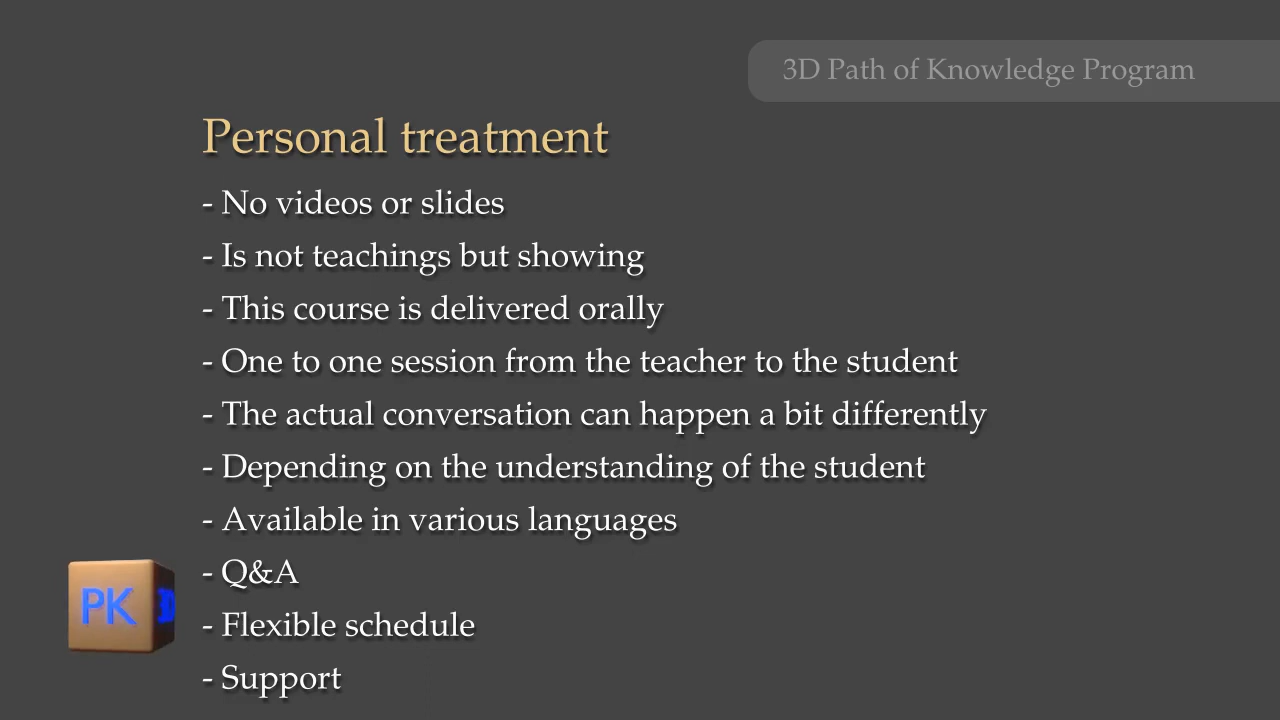 3D Path of Knowledge Program
Personal treatment
- No videos or slides
- Is not teachings but showing
- This course is delivered orally
- One to one session from the teacher to the student
- The actual conversation can happen a bit differently
- Depending on the understanding of the student
- Available in various languages
- Q&A
- Flexible schedule
- Support
PK 3D